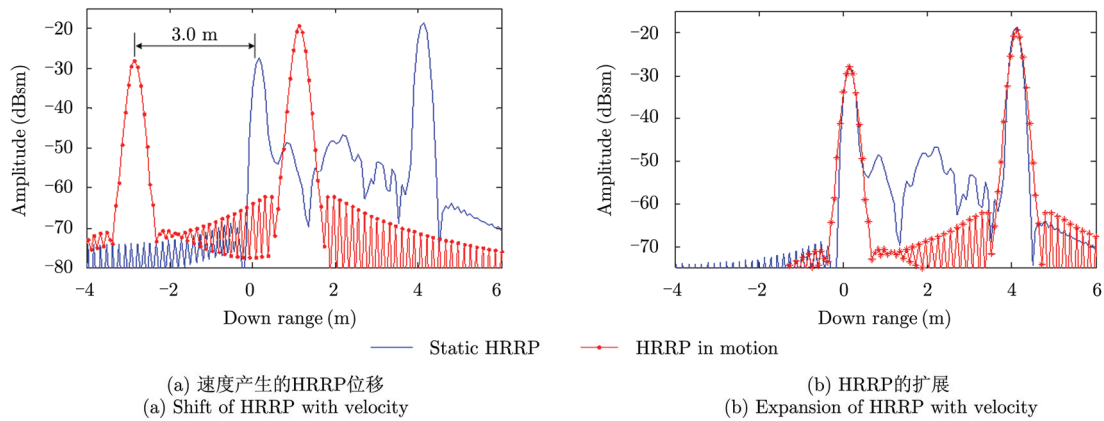 3.0 m
Amplitude (dBsm)
−20
−30
−40
−50
−60
−70
−80
−4
−2
0
2
4
6
Down range (m)
Amplitude (dBsm)
−20
−30
−40
−50
−60
−70
−4
−2
0
2
4
6
Down range (m)
Static HRRP
HRRP in motion
(a) 速度产生的HRRP位移
(a) Shift of HRRP with velocity
(b) HRRP的扩展
(b) Expansion of HRRP with velocity